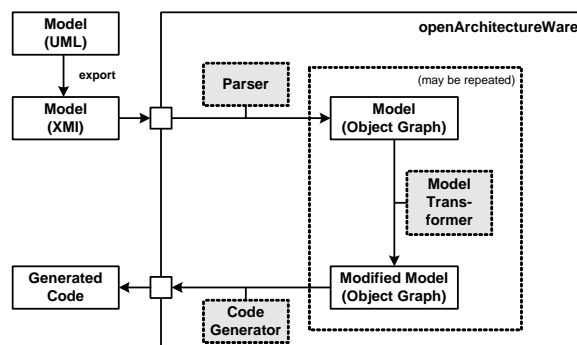 Model
(UML)
openArchitectureWare
export
Parser
(may be repeated)
Model
(XMI)
Model
(Object Graph)
Model
Trans-
former
Generated
Code
Modified Model
(Object Graph)
Code
Generator